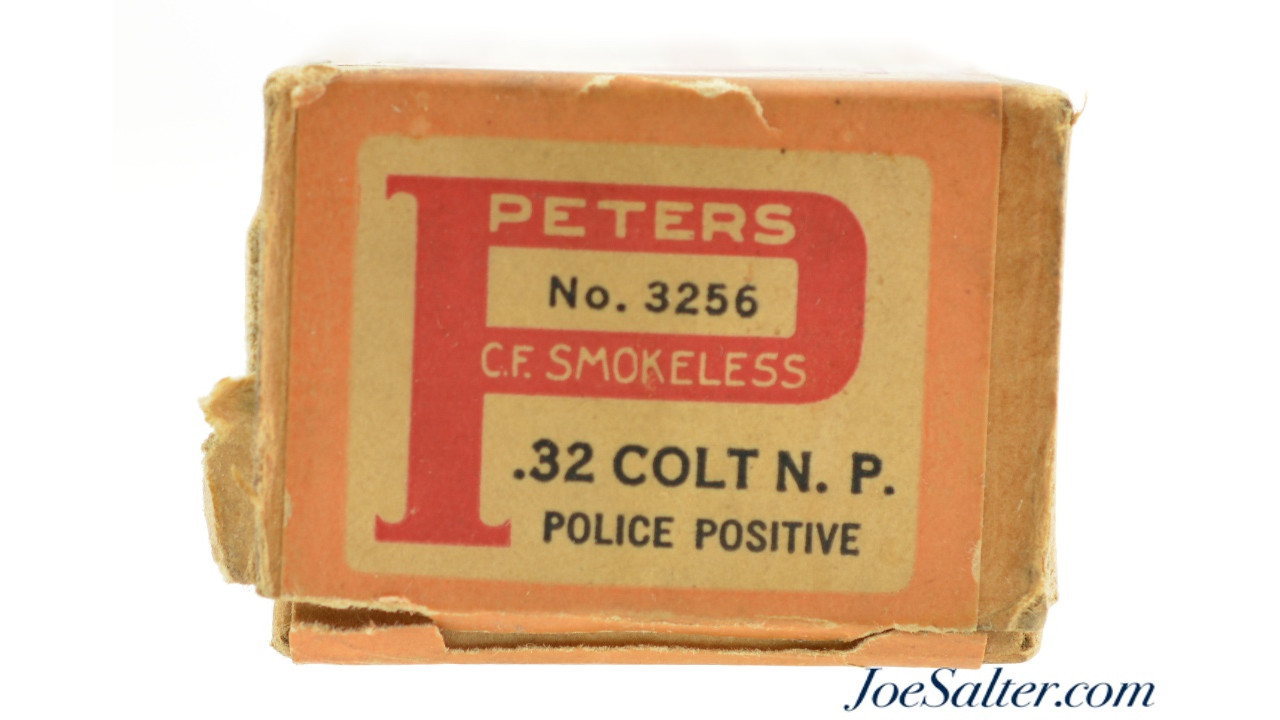 PETERS
No. 3256
C.F. SMOKELESS
.32 COLT N. P.
POLICE POSITIVE
JoeSalter.com